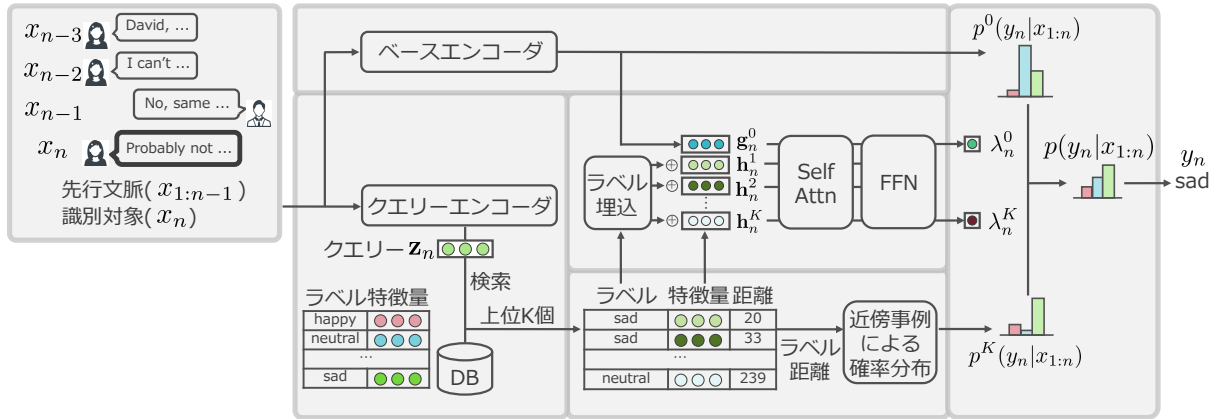 x_{n-3}
David, ...
x_{n-2}
I can't ...
x_{n-1}
No, same ...
x_n
Probably not ...
先行文脈( x_{1:n-1} )
識別対象( x_n )
ベースエンコーダ
クエリーエンコーダ
クエリー z_n
検索
上位K個
ラベル 特徴量
happy
neutral
...
sad
DB
ラベル
埋込
⊕
⊕
⊕
g_n^0
h_n^1
h_n^2
⋮
h_n^K
Self
Attn
FFN
λ_n^0
λ_n^K
ラベル 特徴量 距離
sad 20
sad 33
...
neutral 239
ラベル
距離
近傍事例
による
確率分布
p^0(y_n|x_{1:n})
p(y_n|x_{1:n})
p^K(y_n|x_{1:n})
y_n
sad